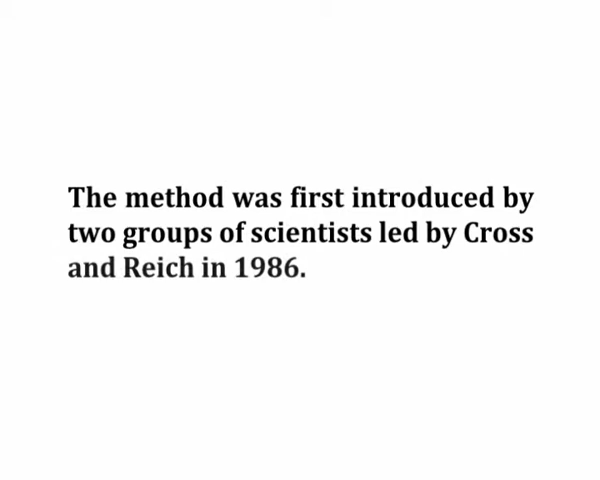 The method was first introduced by
two groups of scientists led by Cross
and Reich in 1986.